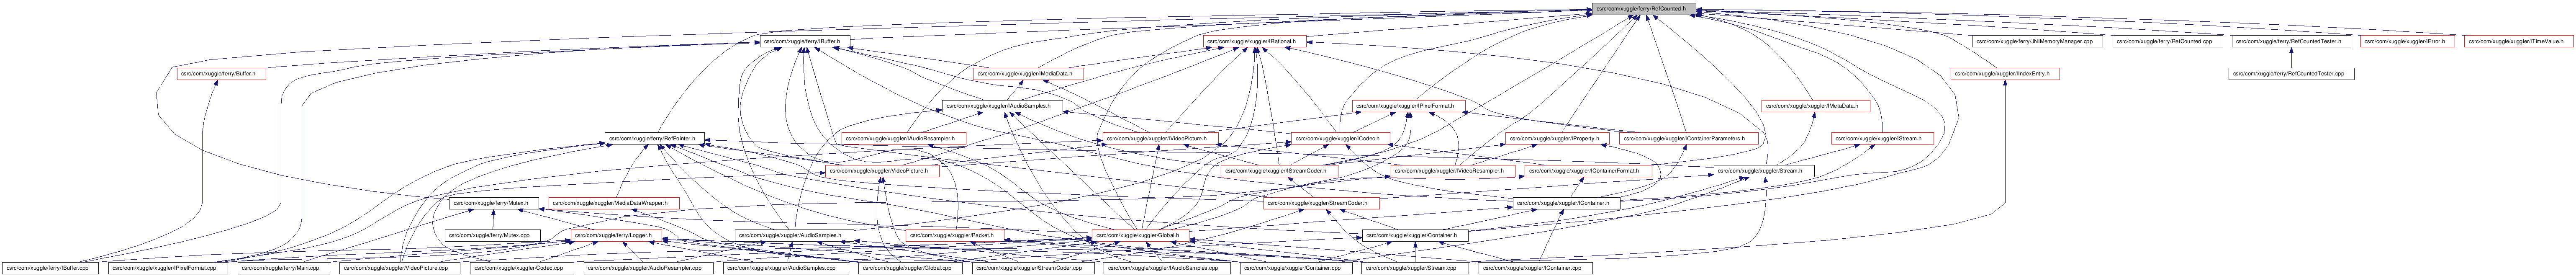 csrc/com/xuggle/ferry/RefCounted.h
csrc/com/xuggle/ferry/IBuffer.h
csrc/com/xuggle/xuggler/IRational.h
csrc/com/xuggle/ferry/JNIMemoryManager.cpp
csrc/com/xuggle/ferry/RefCounted.cpp
csrc/com/xuggle/ferry/RefCountedTester.h
csrc/com/xuggle/xuggler/IError.h
csrc/com/xuggle/xuggler/ITimeValue.h
csrc/com/xuggle/ferry/Buffer.h
csrc/com/xuggle/xuggler/IMediaData.h
csrc/com/xuggle/xuggler/IIndexEntry.h
csrc/com/xuggle/ferry/RefCountedTester.cpp
csrc/com/xuggle/xuggler/IAudioSamples.h
csrc/com/xuggle/xuggler/IPixelFormat.h
csrc/com/xuggle/xuggler/IMetaData.h
csrc/com/xuggle/ferry/RefPointer.h
csrc/com/xuggle/xuggler/IAudioResampler.h
csrc/com/xuggle/xuggler/IVideoPicture.h
csrc/com/xuggle/xuggler/ICodec.h
csrc/com/xuggle/xuggler/IProperty.h
csrc/com/xuggle/xuggler/IContainerParameters.h
csrc/com/xuggle/xuggler/IStream.h
csrc/com/xuggle/xuggler/VideoPicture.h
csrc/com/xuggle/xuggler/IStreamCoder.h
csrc/com/xuggle/xuggler/IVideoResampler.h
csrc/com/xuggle/xuggler/IContainerFormat.h
csrc/com/xuggle/xuggler/Stream.h
csrc/com/xuggle/ferry/Mutex.h
csrc/com/xuggle/xuggler/MediaDataWrapper.h
csrc/com/xuggle/xuggler/StreamCoder.h
csrc/com/xuggle/xuggler/IContainer.h
csrc/com/xuggle/ferry/Mutex.cpp
csrc/com/xuggle/ferry/Logger.h
csrc/com/xuggle/xuggler/AudioSamples.h
csrc/com/xuggle/xuggler/Packet.h
csrc/com/xuggle/xuggler/Global.h
csrc/com/xuggle/xuggler/Container.h
csrc/com/xuggle/ferry/IBuffer.cpp
csrc/com/xuggle/xuggler/IPixelFormat.cpp
csrc/com/xuggle/ferry/Main.cpp
csrc/com/xuggle/xuggler/VideoPicture.cpp
csrc/com/xuggle/xuggler/Codec.cpp
csrc/com/xuggle/xuggler/AudioResampler.cpp
csrc/com/xuggle/xuggler/AudioSamples.cpp
csrc/com/xuggle/xuggler/Global.cpp
csrc/com/xuggle/xuggler/StreamCoder.cpp
csrc/com/xuggle/xuggler/IAudioSamples.cpp
csrc/com/xuggle/xuggler/Container.cpp
csrc/com/xuggle/xuggler/Stream.cpp
csrc/com/xuggle/xuggler/IContainer.cpp